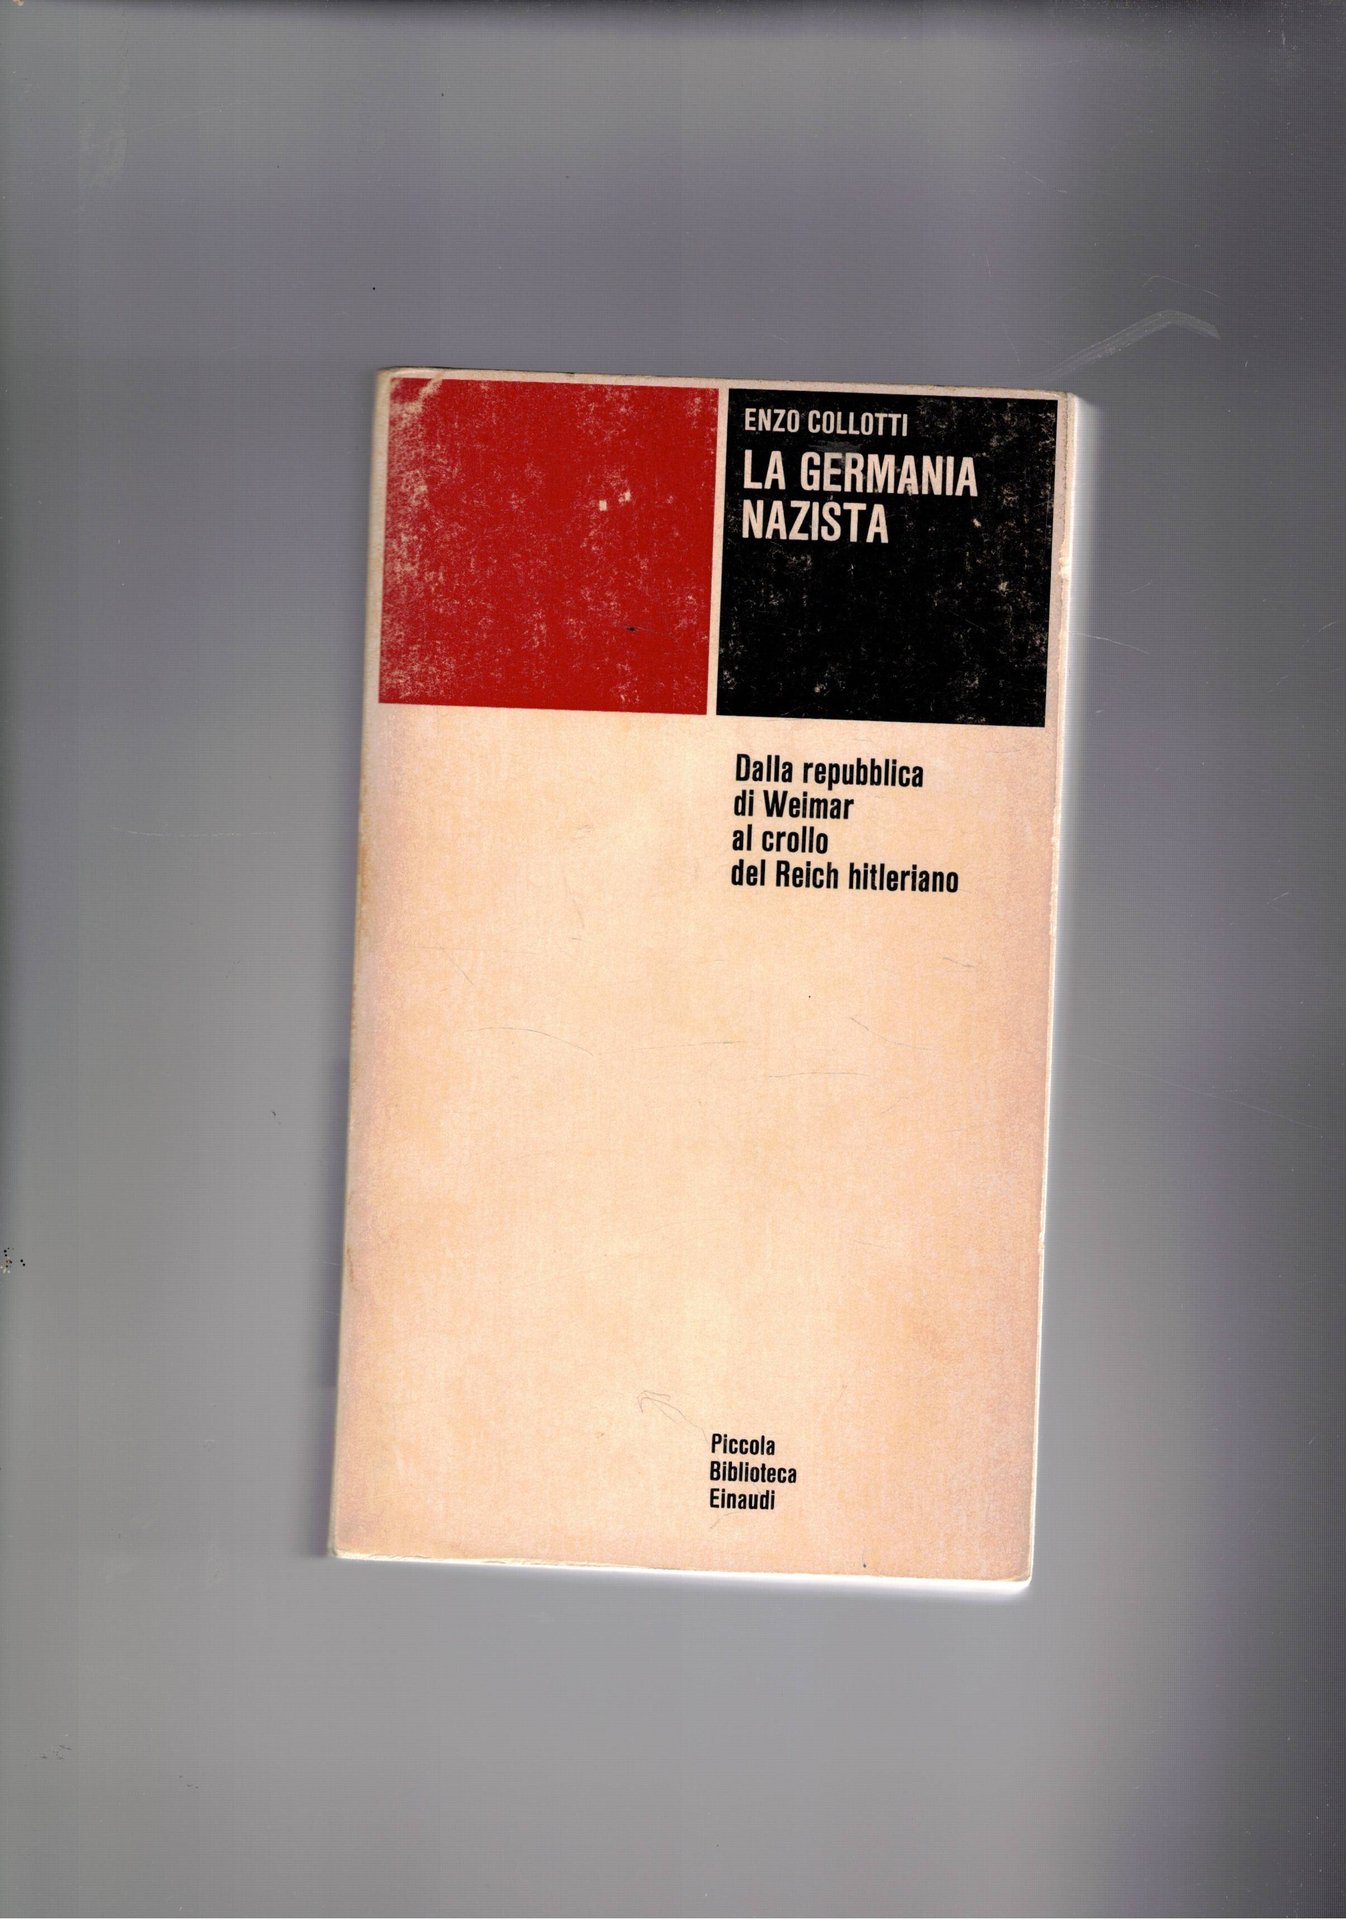 ENZO COLLOTTI
LA GERMANIA
NAZISTA
Dalla repubblica
di Weimar
al crollo
del Reich hitleriano
Piccola
Biblioteca
Einaudi